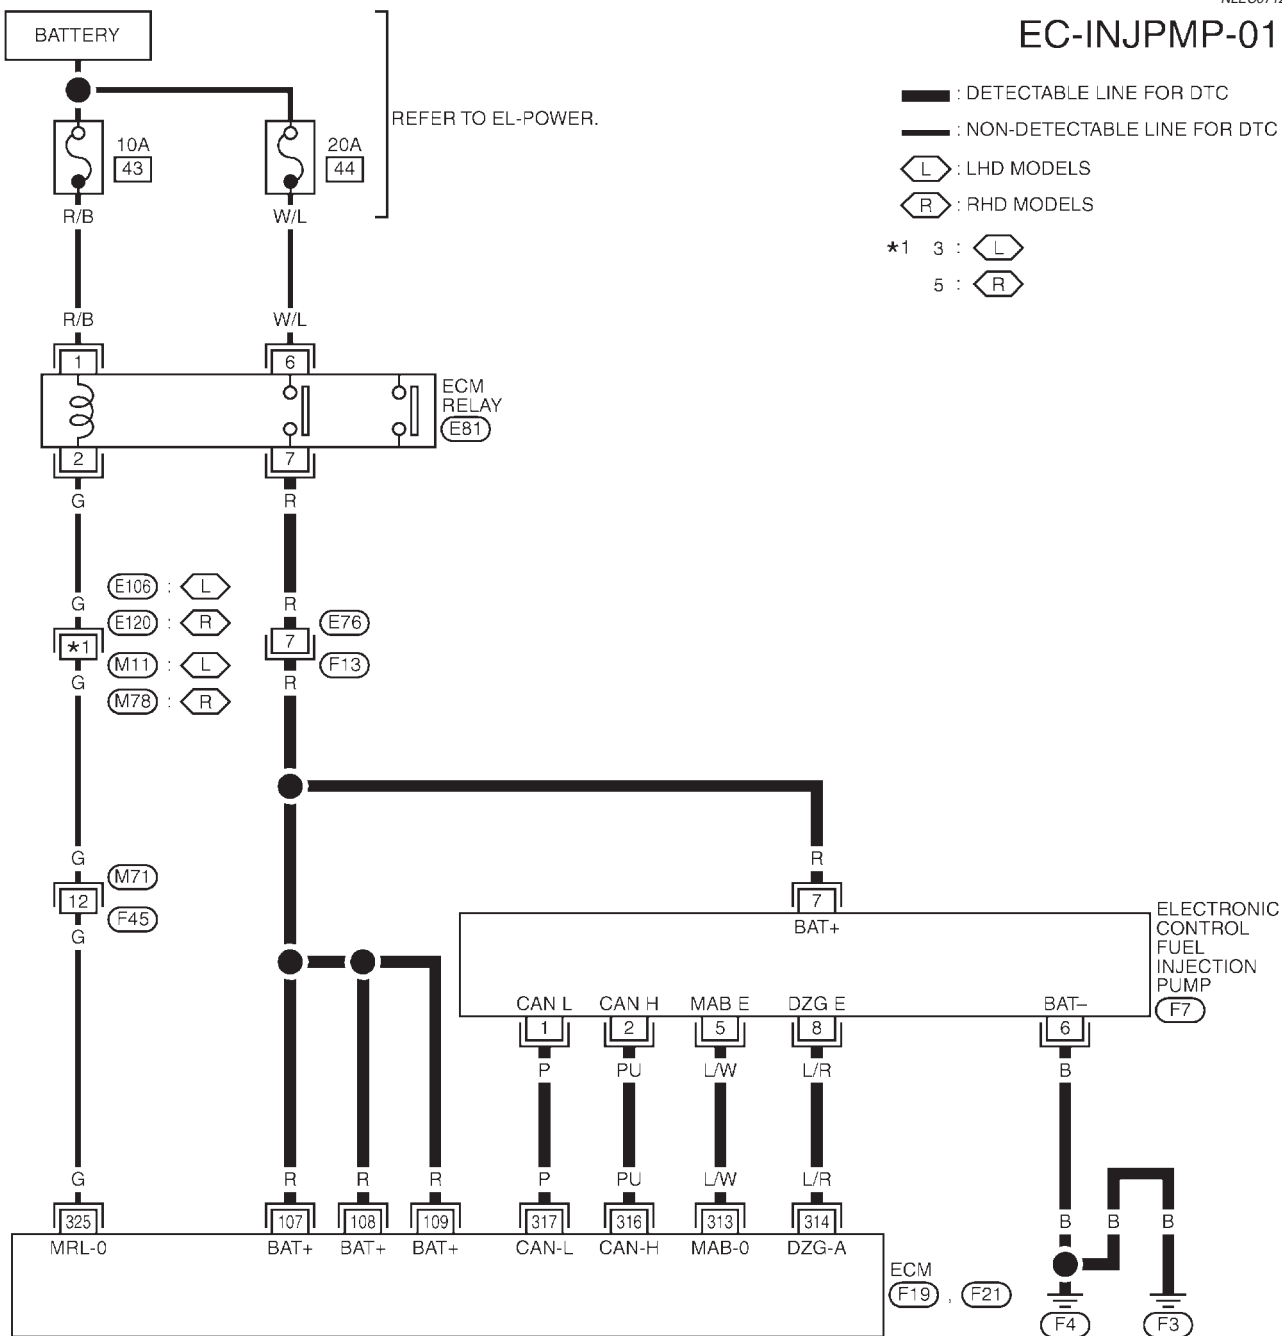 EC-INJPMP-01
BATTERY
REFER TO EL-POWER.
: DETECTABLE LINE FOR DTC
: NON-DETECTABLE LINE FOR DTC
L : LHD MODELS
R : RHD MODELS
*1 3 : L
5 : R
10A
43
20A
44
R/B
W/L
R/B
W/L
1
6
ECM
RELAY
E81
2
7
G
R
G
R
E106 : L
E120 : R
*1
M11 : L
M78 : R
7
E76
F13
G
R
G
M71
12
F45
G
R
7
BAT+
ELECTRONIC
CONTROL
FUEL
INJECTION
PUMP
F7
CAN L
CAN H
MAB E
DZG E
BAT–
1
2
5
8
6
P
PU
L/W
L/R
B
G
R
R
R
P
PU
L/W
L/R
B
B
B
325
107
108
109
317
316
313
314
MRL-0
BAT+
BAT+
BAT+
CAN-L
CAN-H
MAB-0
DZG-A
ECM
F19 , F21
F4
F3